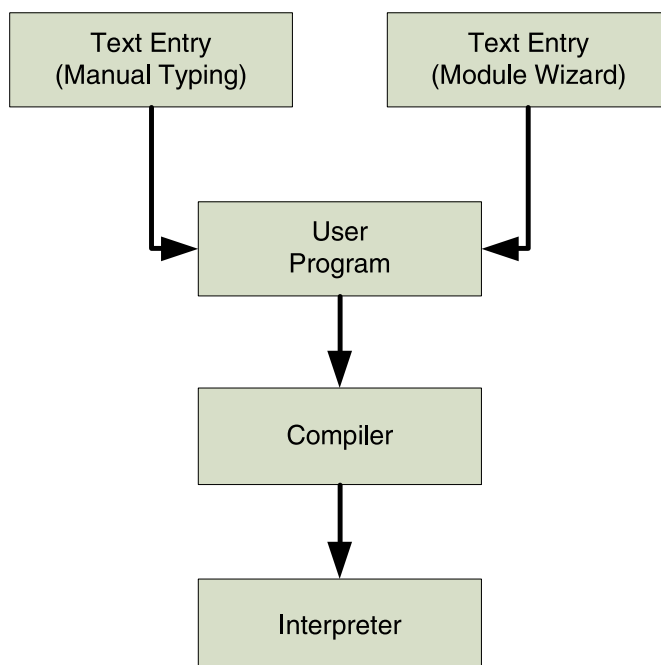 Text Entry
(Manual Typing)
Text Entry
(Module Wizard)
User
Program
Compiler
Interpreter